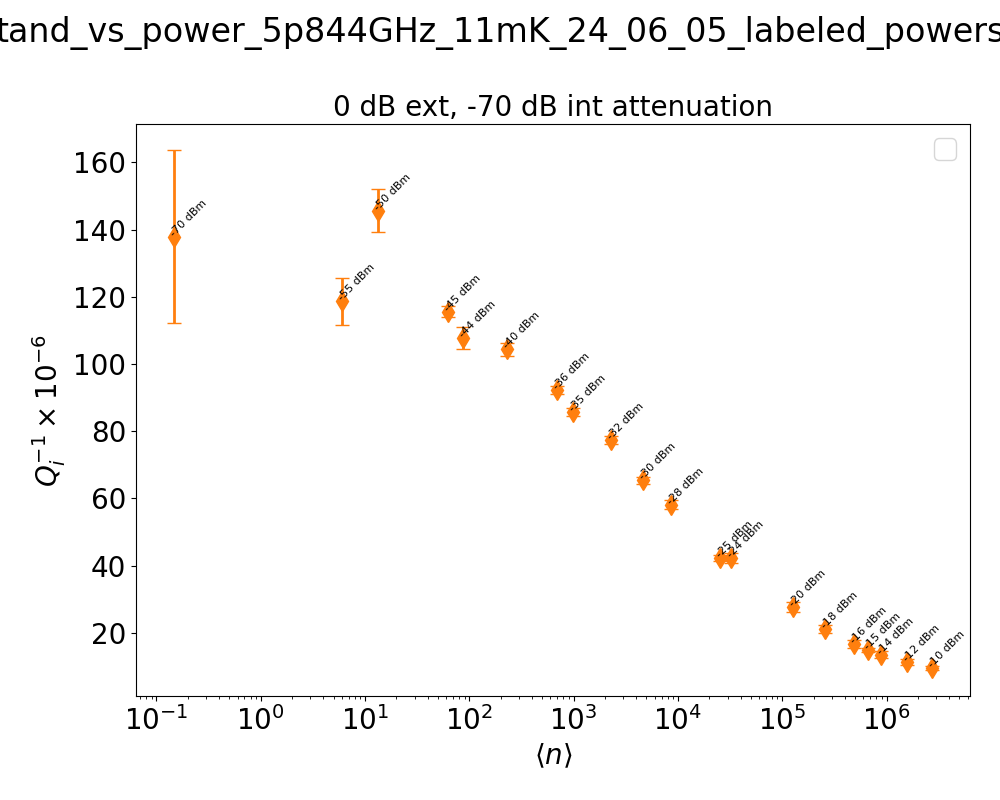 tand_vs_power_5p844GHz_11mK_24_06_05_labeled_powers
0 dB ext, -70 dB int attenuation
160
140
120
100
80
60
40
20
Q_i^{-1} × 10^{-6}
-70 dBm
-55 dBm
-50 dBm
-45 dBm
-44 dBm
-40 dBm
-36 dBm
-35 dBm
-32 dBm
-30 dBm
-28 dBm
-25 dBm
-24 dBm
-20 dBm
-18 dBm
-16 dBm
-15 dBm
-14 dBm
-12 dBm
-10 dBm
10^{-1} 10^0 10^1 10^2 10^3 10^4 10^5 10^6
⟨n⟩